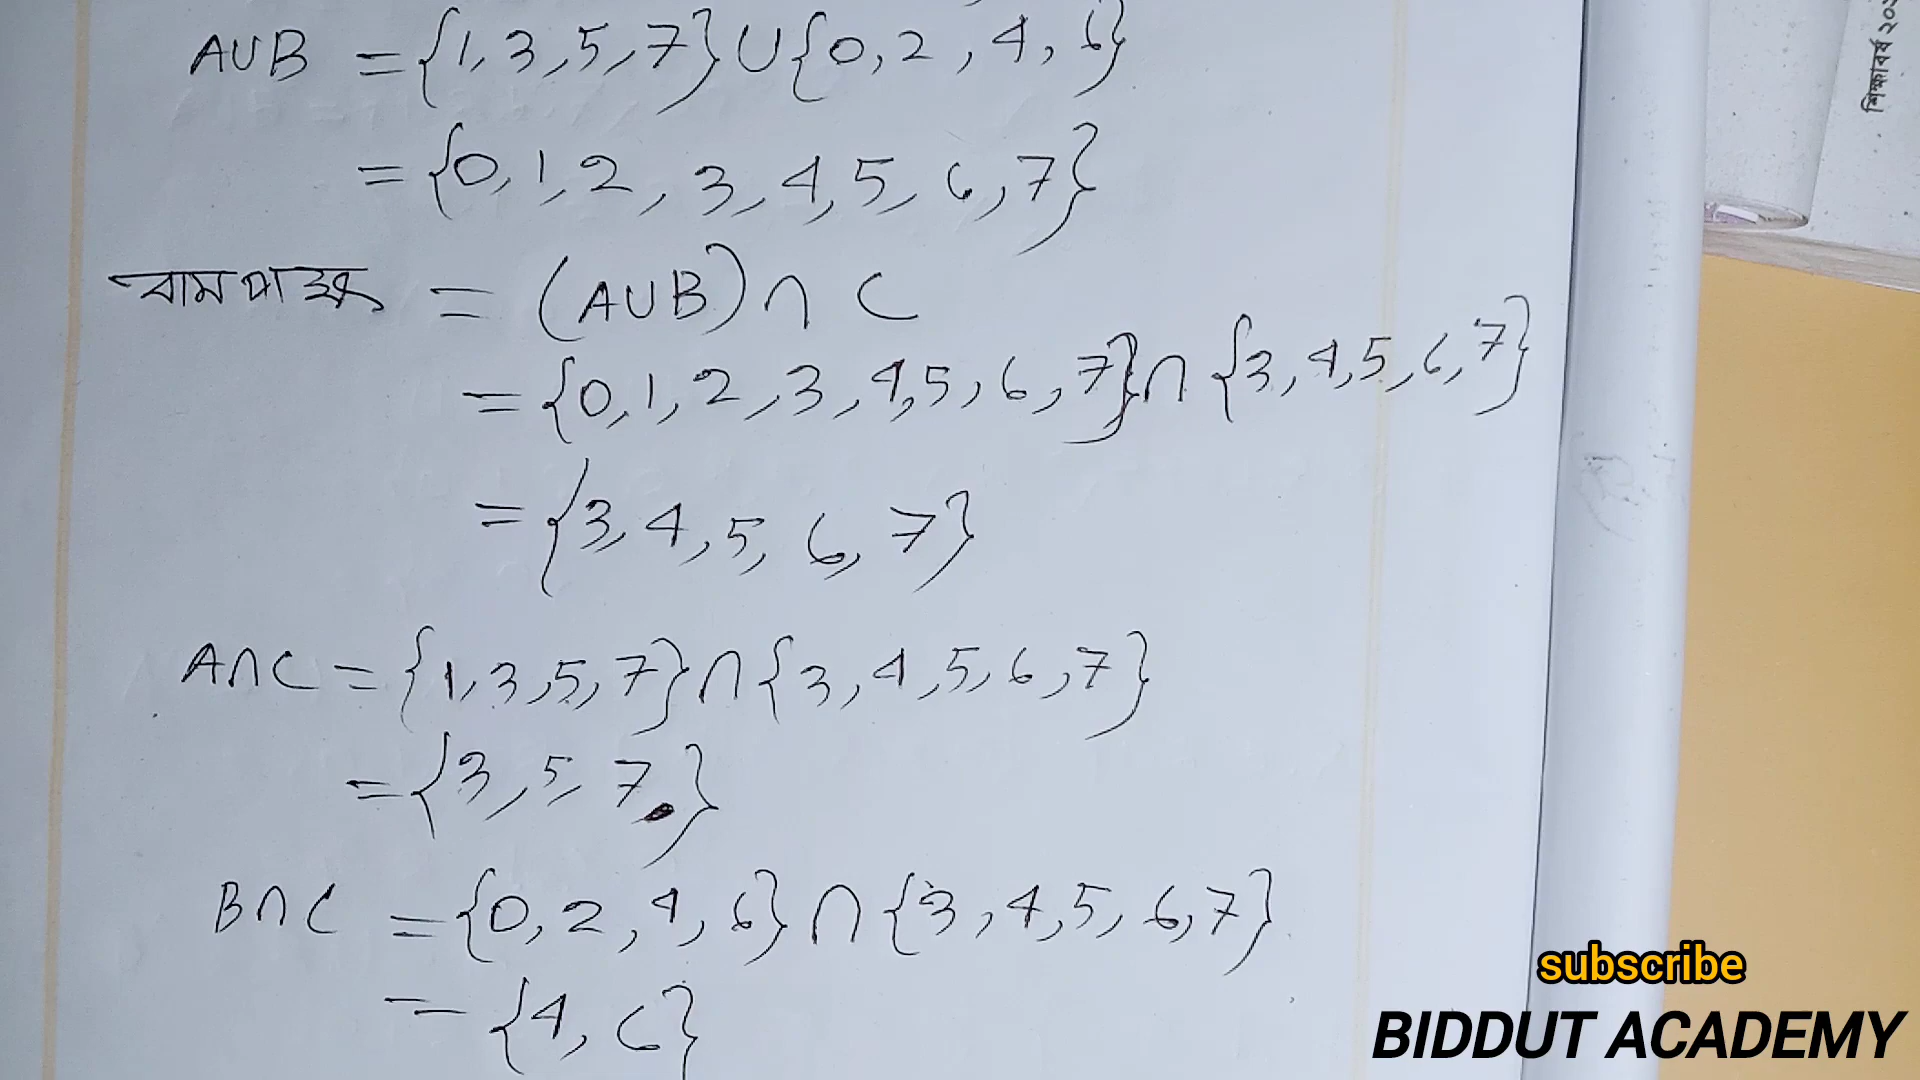 A∪B = {1, 3, 5, 7} ∪ {0, 2, 4, 6}
= {0, 1, 2, 3, 4, 5, 6, 7}
বামপক্ষ = (A∪B) ∩ C
= {0, 1, 2, 3, 4, 5, 6, 7} ∩ {3, 4, 5, 6, 7}
= {3, 4, 5, 6, 7}
A∩C = {1, 3, 5, 7} ∩ {3, 4, 5, 6, 7}
= {3, 5, 7}
B∩C = {0, 2, 4, 6} ∩ {3, 4, 5, 6, 7}
= {4, 6}
শিক্ষাবর্ষ
subscribe
BIDDUT ACADEMY